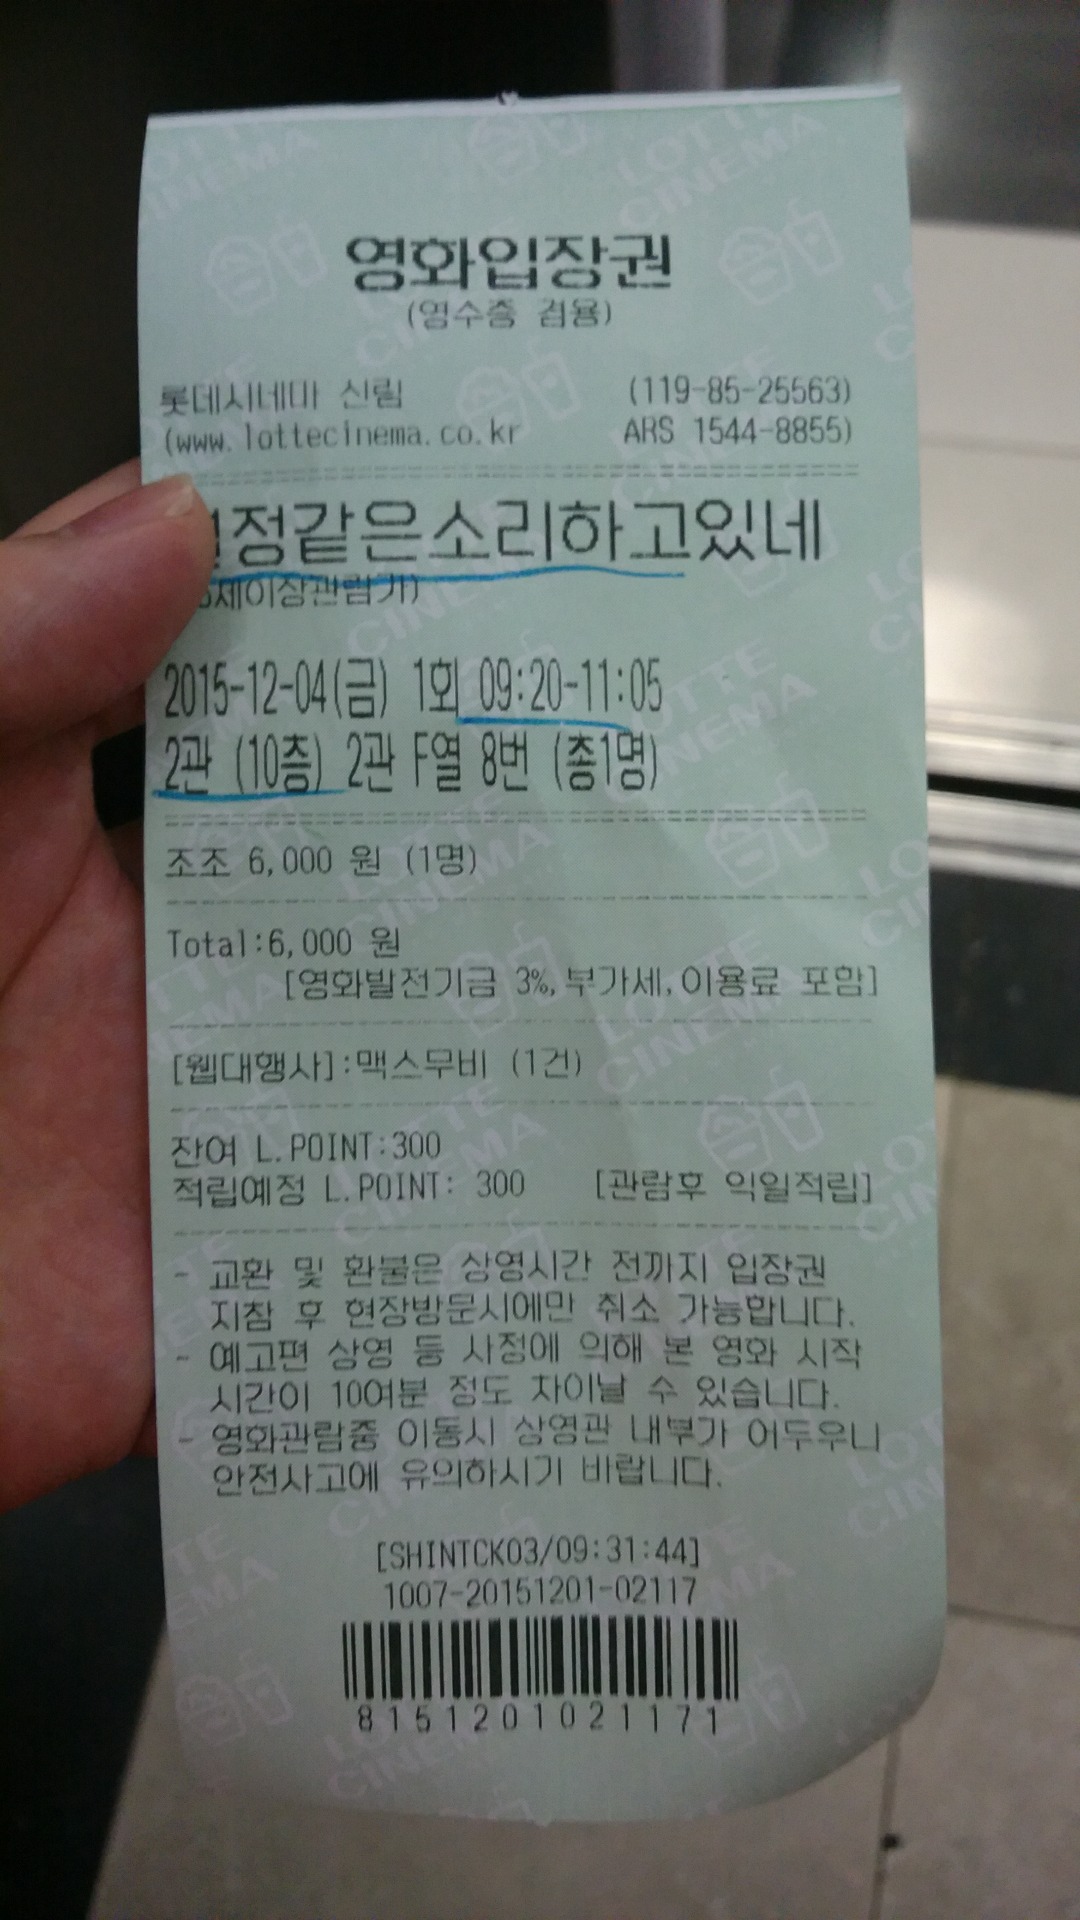 영화입장권
(영수증 겸용)
롯데시네마 신림 (119-85-25563)
(www.lottecinema.co.kr ARS 1544-8855)
정같은소리하고있네
세이상관람가)
2015-12-04(금) 1회 09:20-11:05
2관 (10층) 2관 F열 8번 (총1명)
조조 6,000 원 (1명)
Total:6,000 원
[영화발전기금 3%,부가세,이용료 포함]
[웹대행사]:맥스무비 (1건)
잔여 L.POINT:300
적립예정 L.POINT: 300 [관람후 익일적립]
- 교환 및 환불은 상영시간 전까지 입장권
지참 후 현장방문시에만 취소 가능합니다.
- 예고편 상영 등 사정에 의해 본 영화 시작
시간이 10여분 정도 차이날 수 있습니다.
- 영화관람중 이동시 상영관 내부가 어두우니
안전사고에 유의하시기 바랍니다.
[SHINTCK03/09:31:44]
1007-20151201-02117
8151201021171